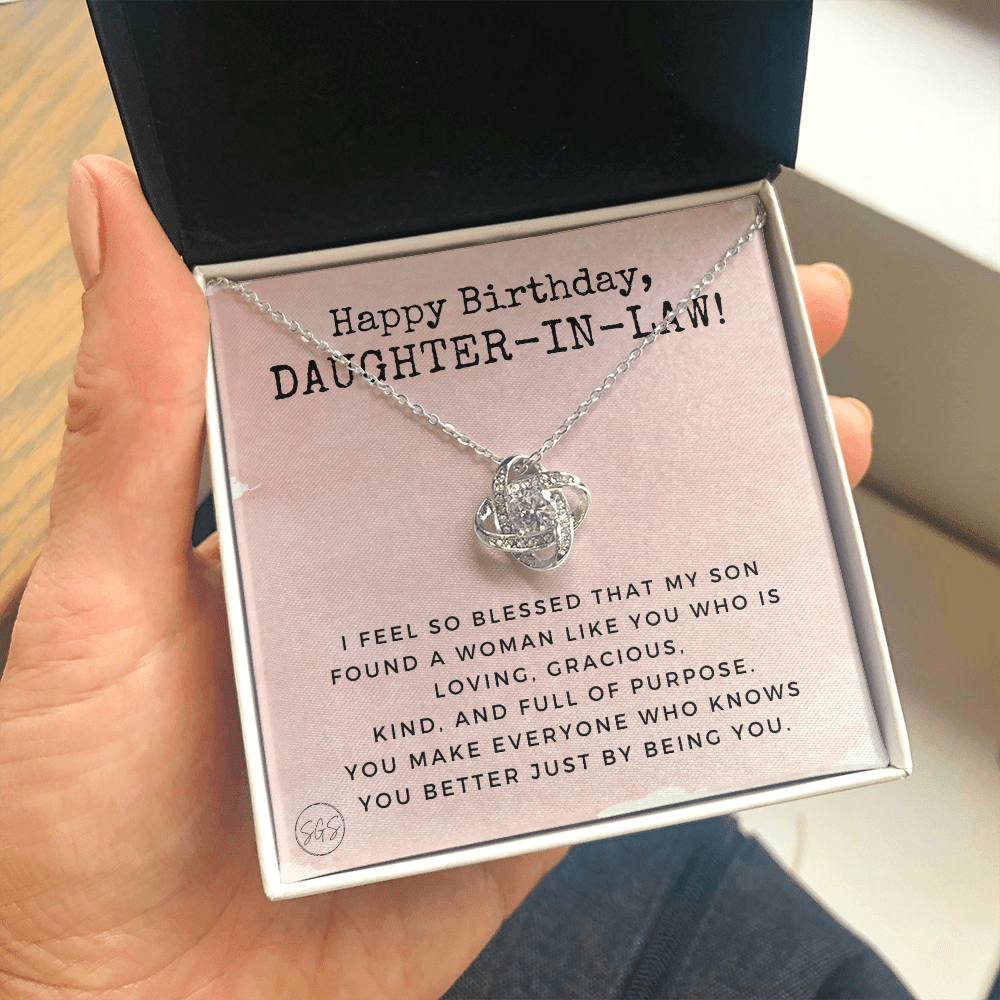 Happy Birthday,
DAUGHTER-IN-LAW!
I FEEL SO BLESSED THAT MY SON
FOUND A WOMAN LIKE YOU WHO IS
LOVING, GRACIOUS,
KIND, AND FULL OF PURPOSE.
YOU MAKE EVERYONE WHO KNOWS
YOU BETTER JUST BY BEING YOU.
SGS